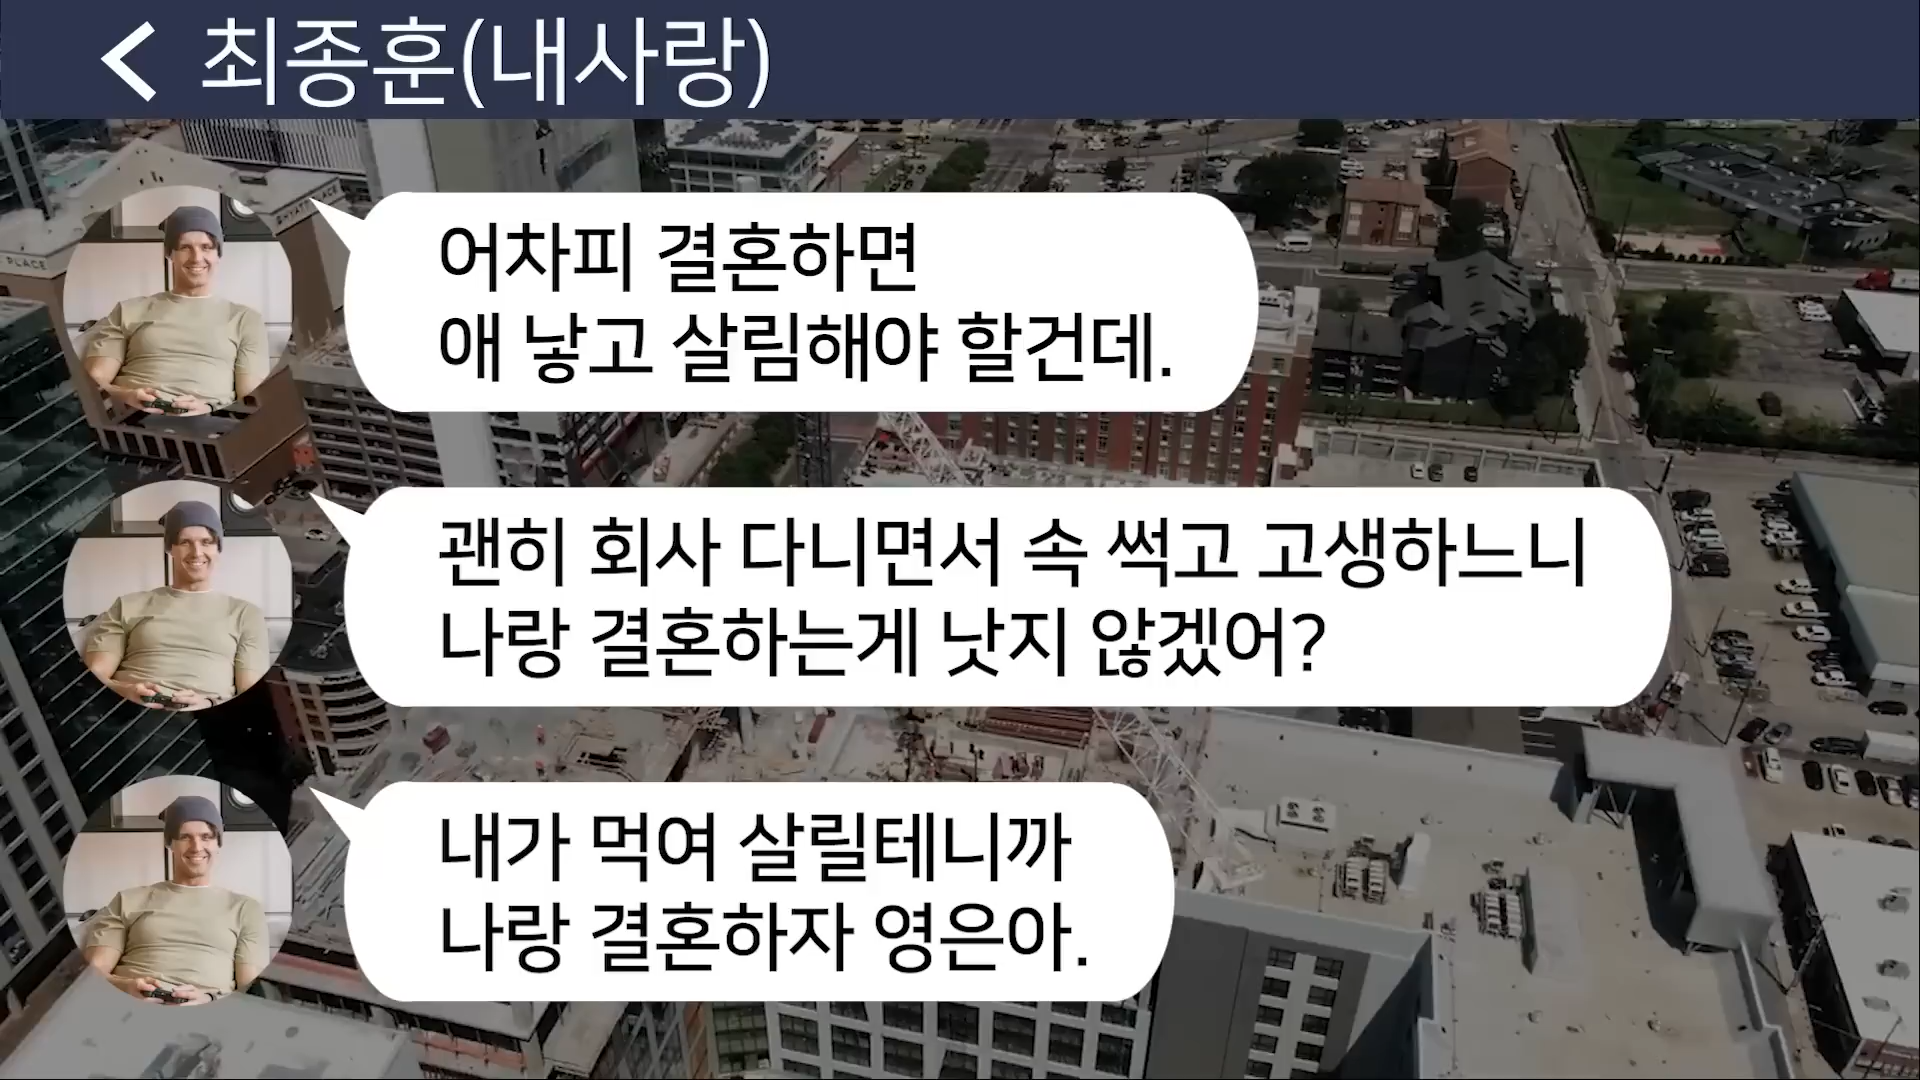 최종훈(내사랑)
어차피 결혼하면
애 낳고 살림해야 할건데.
괜히 회사 다니면서 속 썩고 고생하느니
나랑 결혼하는게 낫지 않겠어?
내가 먹여 살릴테니까
나랑 결혼하자 영은아.
HYATT PLACE
PLACE